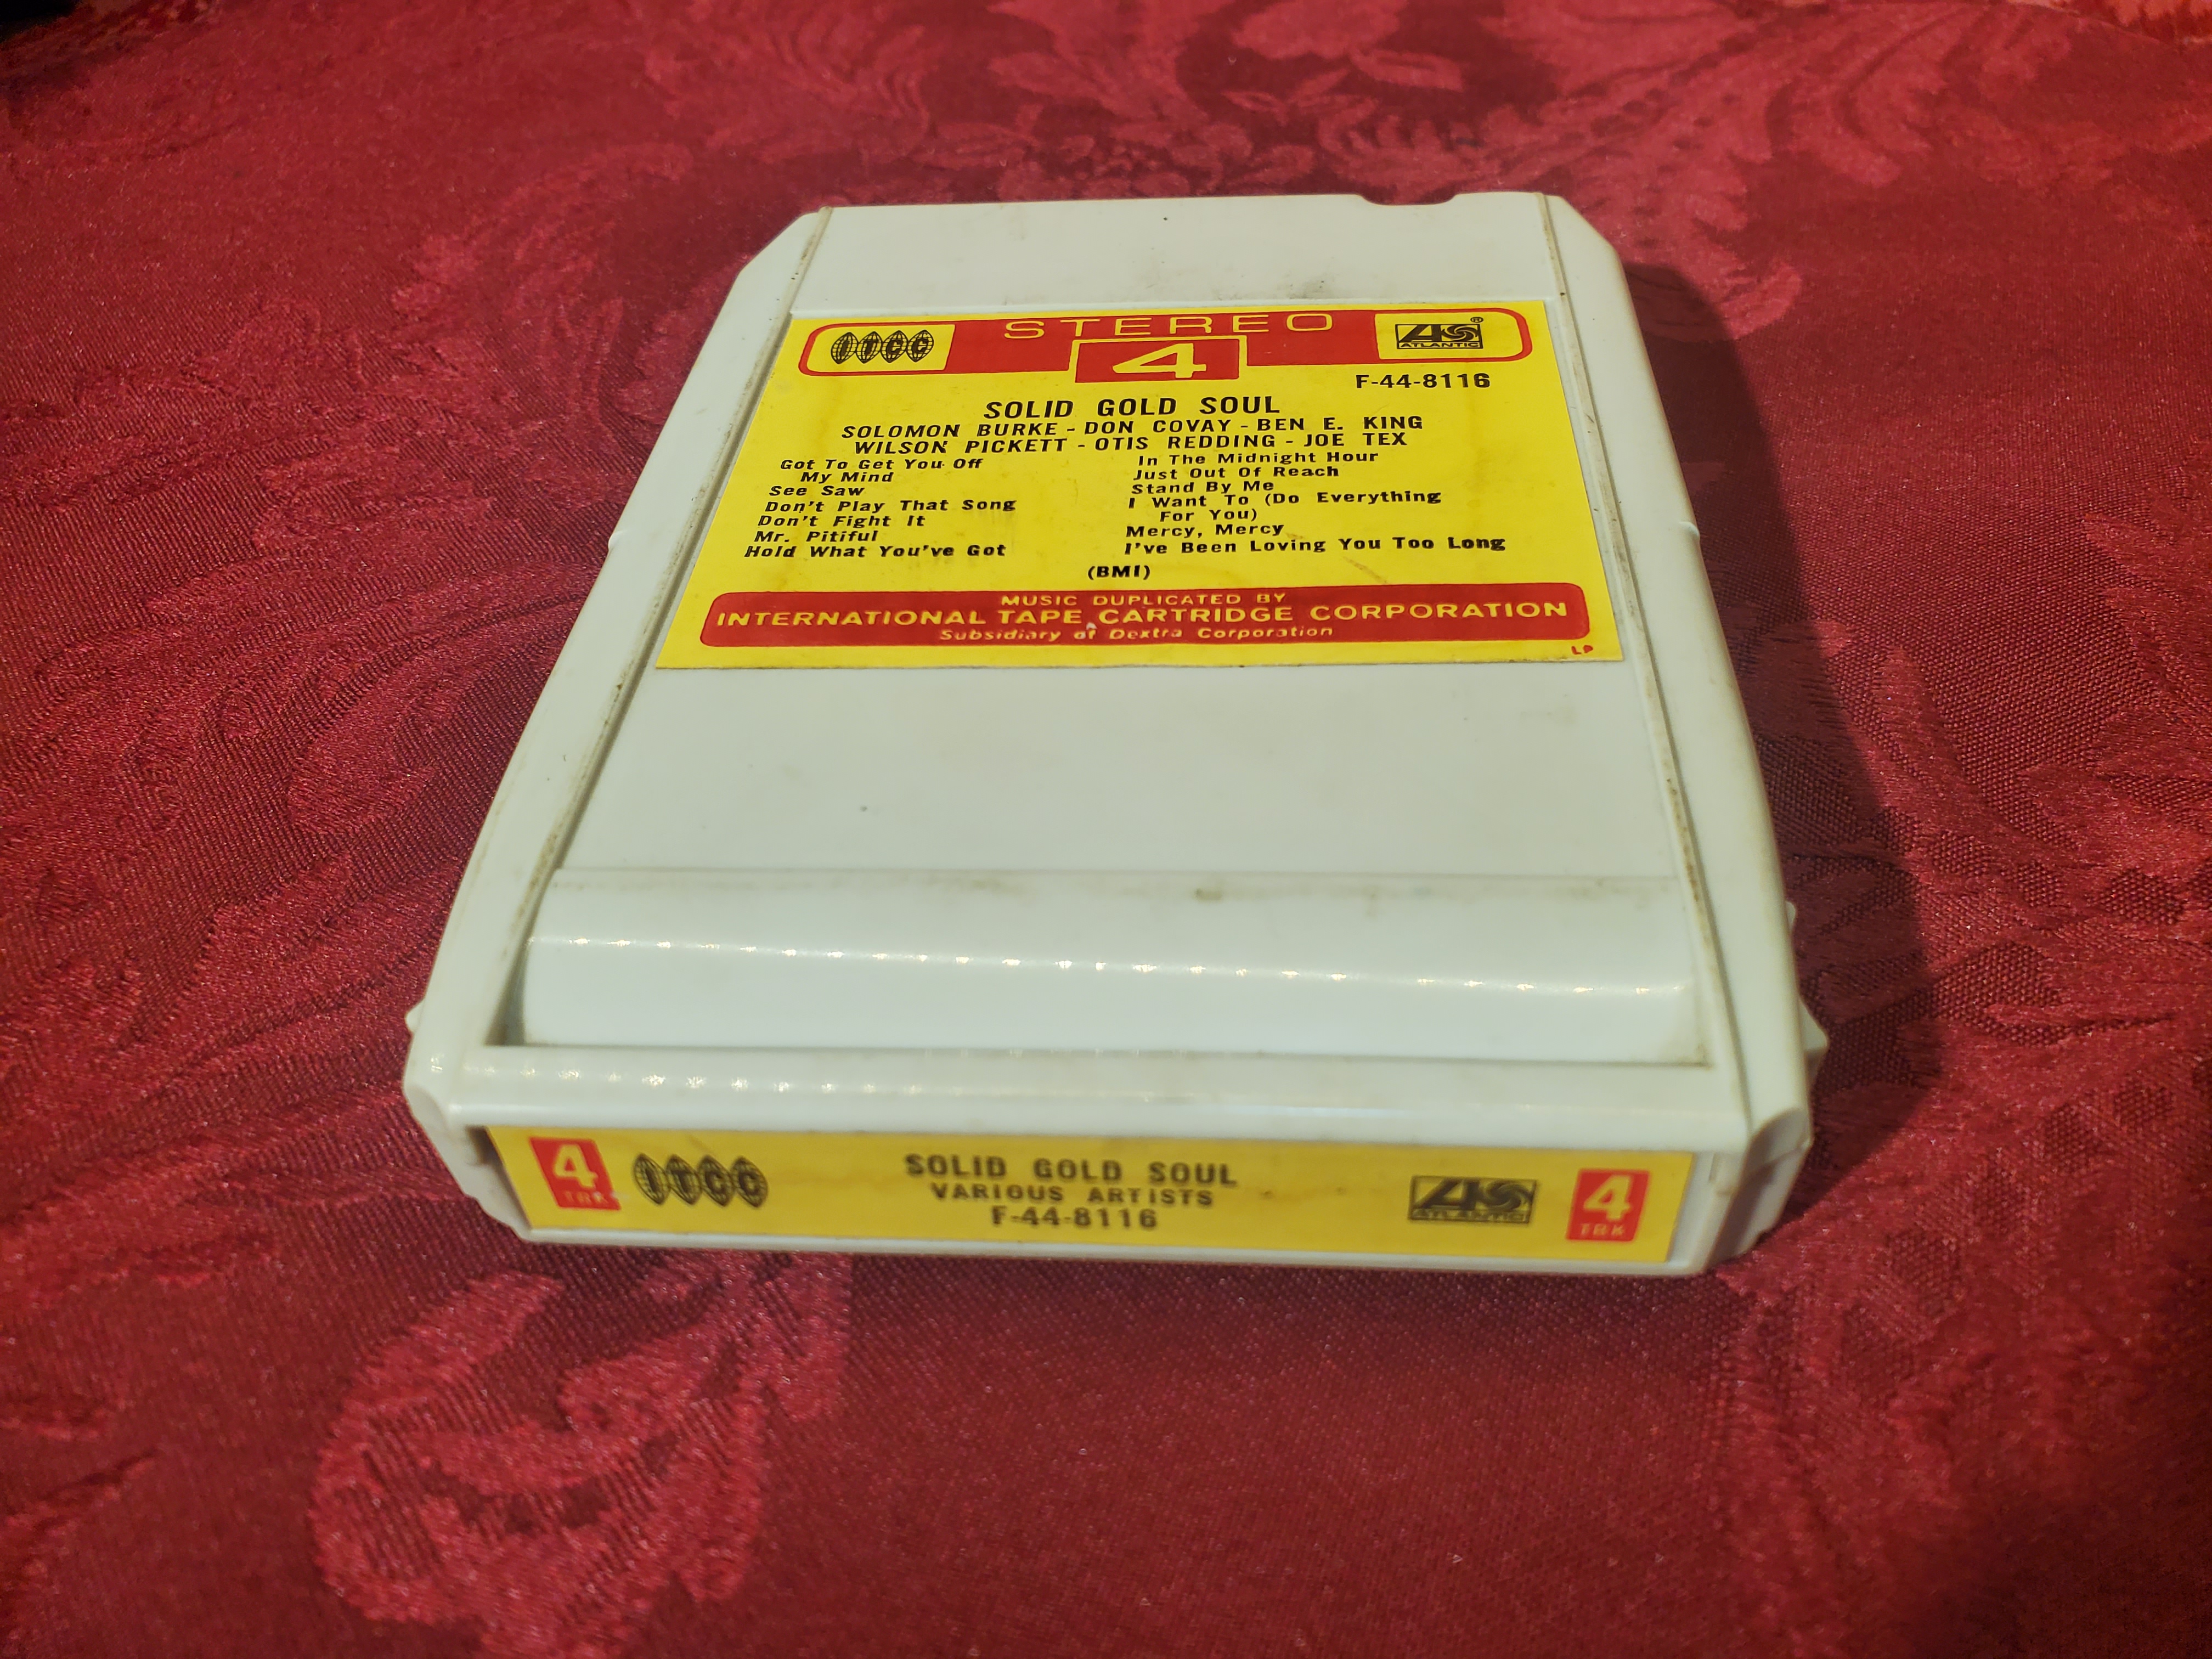 ITCC STEREO AS ®
ATLANTIC
4
F-44-8116
SOLID GOLD SOUL
SOLOMON BURKE - DON COVAY - BEN E. KING
WILSON PICKETT - OTIS REDDING - JOE TEX
Got To Get You Off
My Mind
See Saw
Don't Play That Song
Don't Fight It
Mr. Pitiful
Hold What You've Got
In The Midnight Hour
Just Out Of Reach
Stand By Me
I Want To (Do Everything
For You)
Mercy, Mercy
I've Been Loving You Too Long
(BMI)
MUSIC DUPLICATED BY
INTERNATIONAL TAPE CARTRIDGE CORPORATION
Subsidiary of Dextra Corporation
LP
4
TRK
ITCC
SOLID GOLD SOUL
VARIOUS ARTISTS
F-44-8116
ATLANTIC
4
TRK